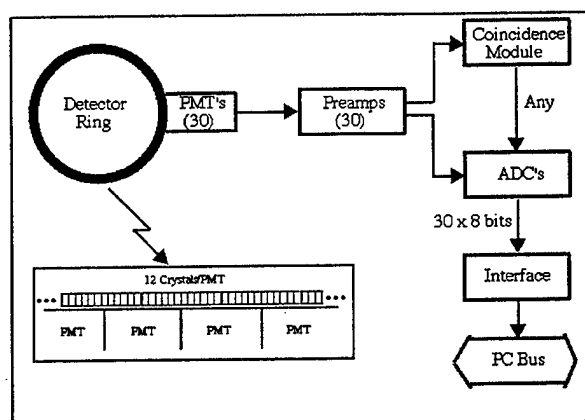 Detector
Ring
PMT's
(30)
Preamps
(30)
Coincidence
Module
Any
ADC's
30 x 8 bits
Interface
PC Bus
12 Crystals/PMT
PMT PMT PMT PMT